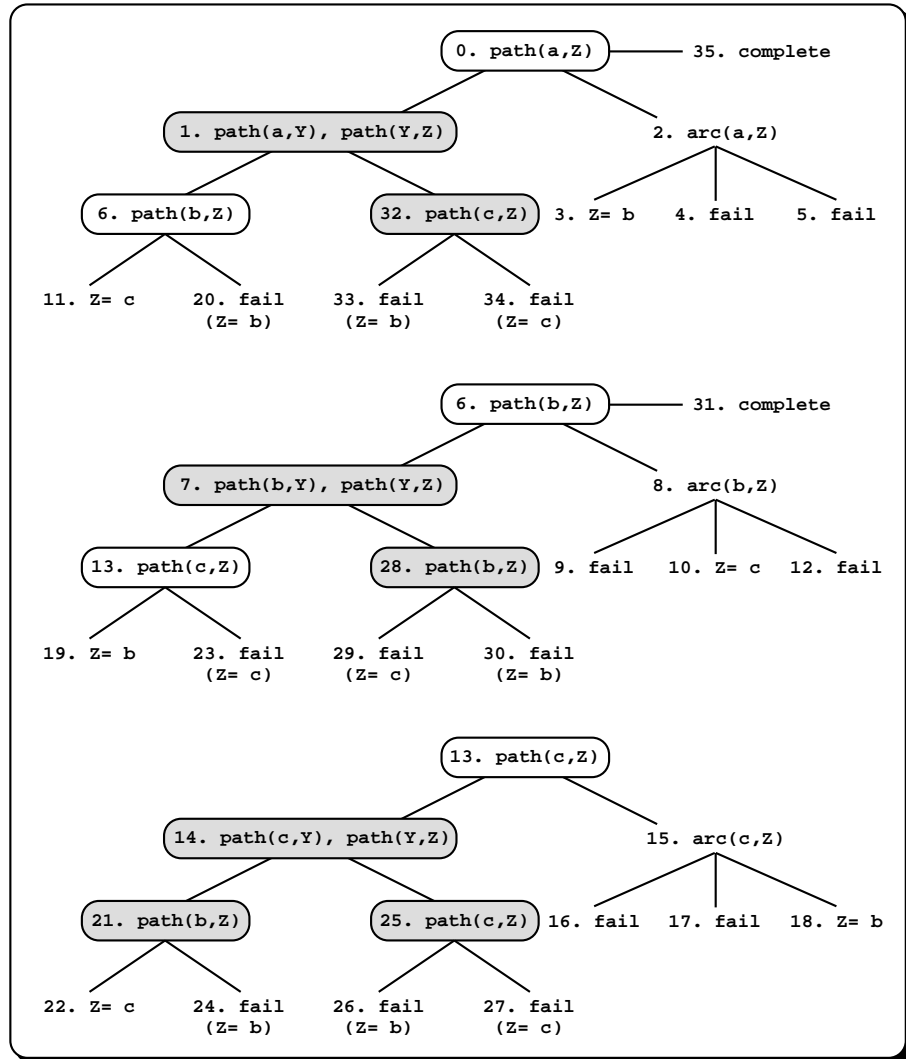 0. path(a,Z) 35. complete
1. path(a,Y), path(Y,Z) 2. arc(a,Z)
6. path(b,Z) 32. path(c,Z) 3. Z= b 4. fail 5. fail
11. Z= c 20. fail 33. fail 34. fail
(Z= b) (Z= b) (Z= c)
6. path(b,Z) 31. complete
7. path(b,Y), path(Y,Z) 8. arc(b,Z)
13. path(c,Z) 28. path(b,Z) 9. fail 10. Z= c 12. fail
19. Z= b 23. fail 29. fail 30. fail
(Z= c) (Z= c) (Z= b)
13. path(c,Z)
14. path(c,Y), path(Y,Z) 15. arc(c,Z)
21. path(b,Z) 25. path(c,Z) 16. fail 17. fail 18. Z= b
22. Z= c 24. fail 26. fail 27. fail
(Z= b) (Z= b) (Z= c)